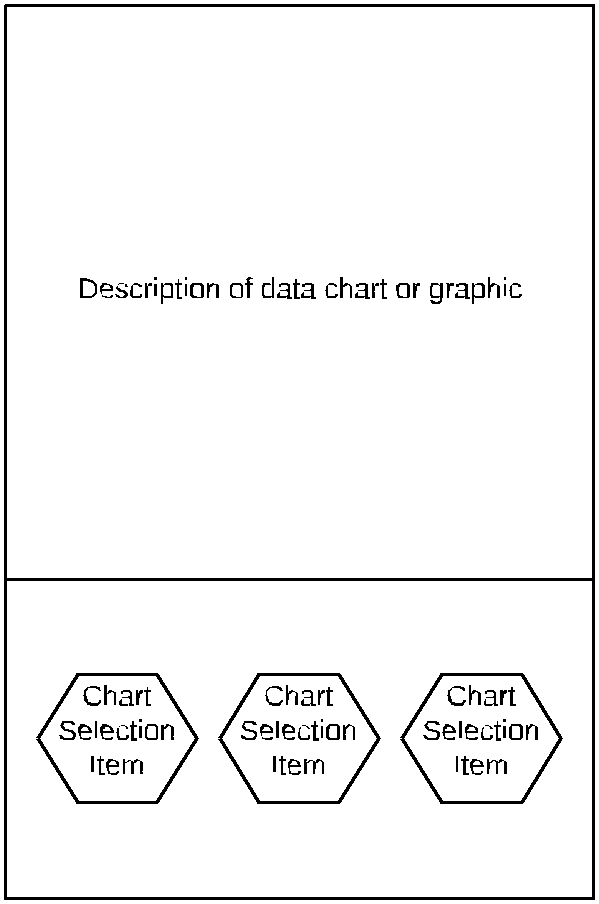 Description of data chart or graphic
Chart
Selection
Item
Chart
Selection
Item
Chart
Selection
Item